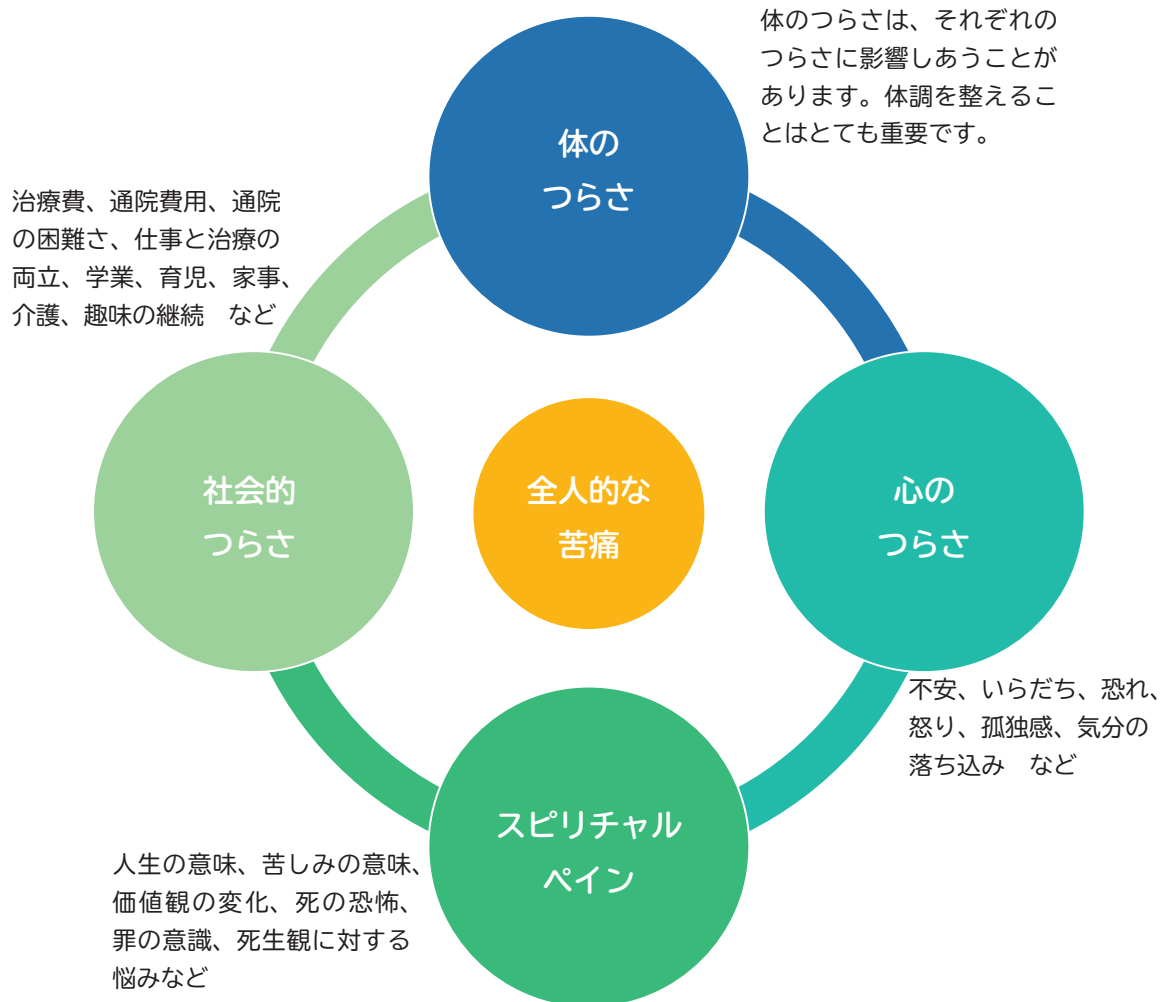 体のつらさは、それぞれの
つらさに影響しあうことが
あります。体調を整えるこ
とはとても重要です。
体の
つらさ
治療費、通院費用、通院
の困難さ、仕事と治療の
両立、学業、育児、家事、
介護、趣味の継続　など
社会的
つらさ
全人的な
苦痛
心の
つらさ
不安、いらだち、恐れ、
怒り、孤独感、気分の
落ち込み　など
スピリチャル
ペイン
人生の意味、苦しみの意味、
価値観の変化、死の恐怖、
罪の意識、死生観に対する
悩みなど